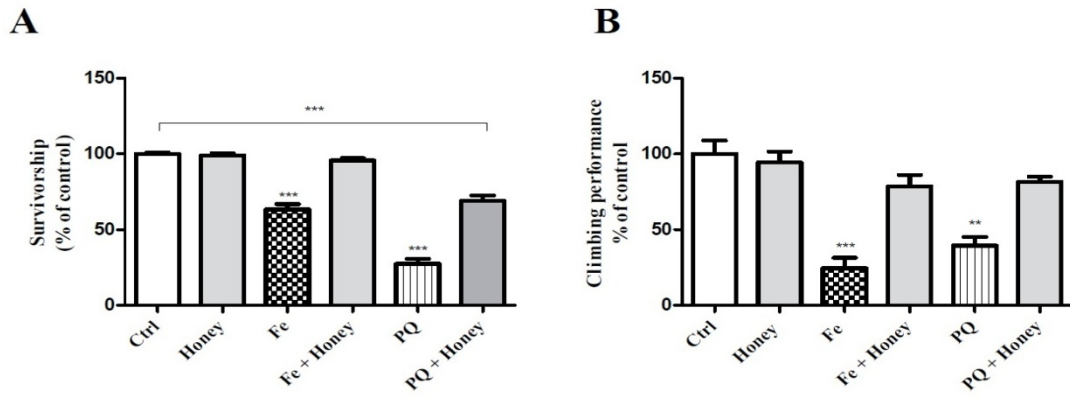 A
Survivorship
(% of control)
150
100
50
0
***
***
***
Ctrl
Honey
Fe
Fe + Honey
PQ
PQ + Honey
B
Climbing performance
% of control
150
100
50
0
***
**
Ctrl
Honey
Fe
Fe + Honey
PQ
PQ + Honey